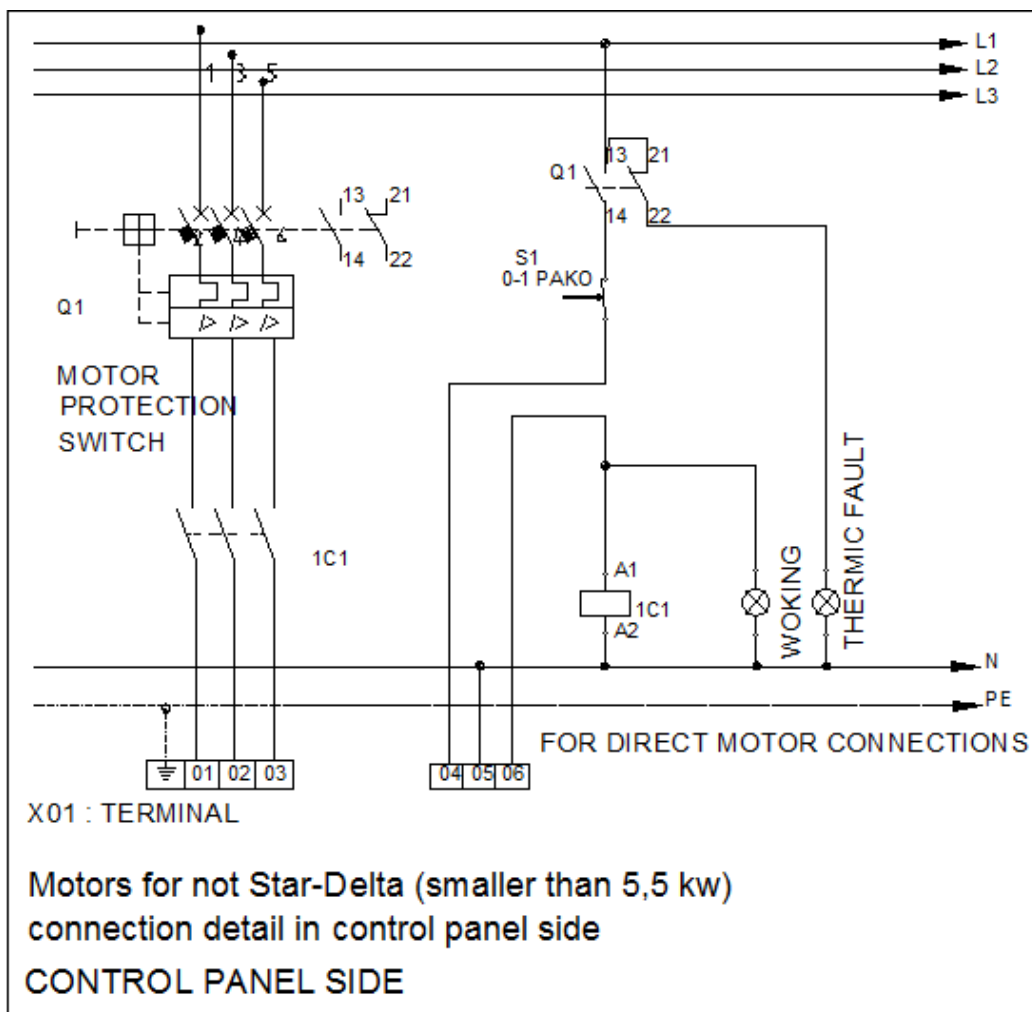 L1
L2
L3
1 3 5
13 21
Q1
14 22
13 21
2 4 6
14 22
S1
0-1 PAKO
Q1
MOTOR
PROTECTION
SWITCH
1C1
A1
1C1
A2
WOKING
THERMIC FAULT
N
PE
FOR DIRECT MOTOR CONNECTIONS
01 02 03
04 05 06
X01 : TERMINAL
Motors for not Star-Delta (smaller than 5,5 kw)
connection detail in control panel side
CONTROL PANEL SIDE